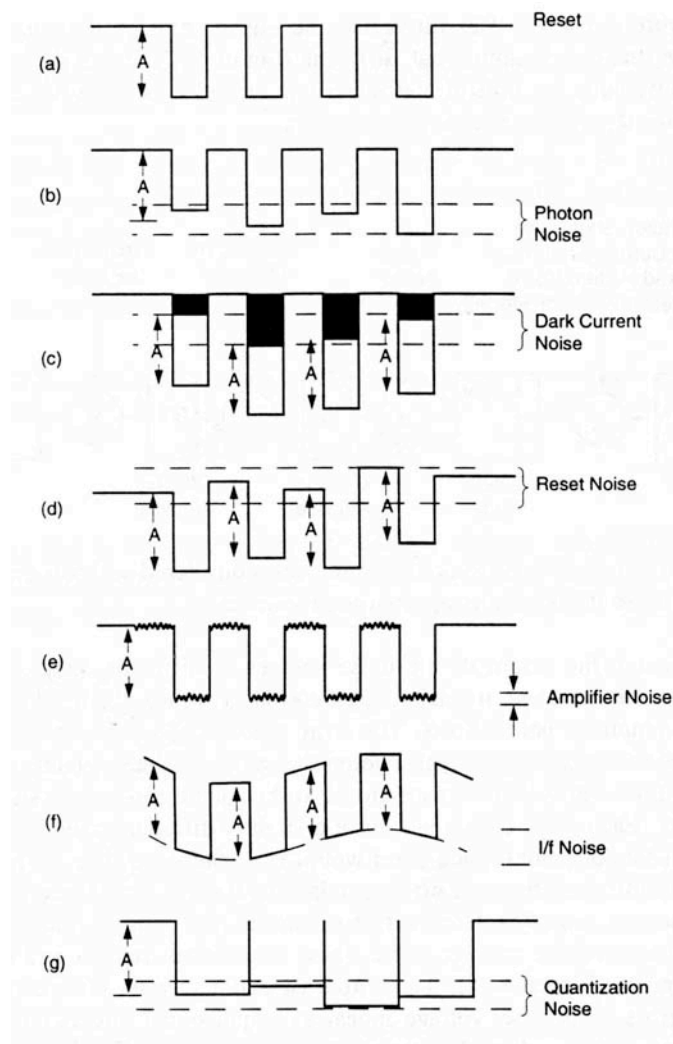 Reset
(a)
A
(b)
A
Photon
Noise
(c)
A
A
A
A
Dark Current
Noise
(d)
A
A
A
A
Reset Noise
(e)
A
Amplifier Noise
(f)
A
A
A
A
I/f Noise
(g)
A
Quantization
Noise